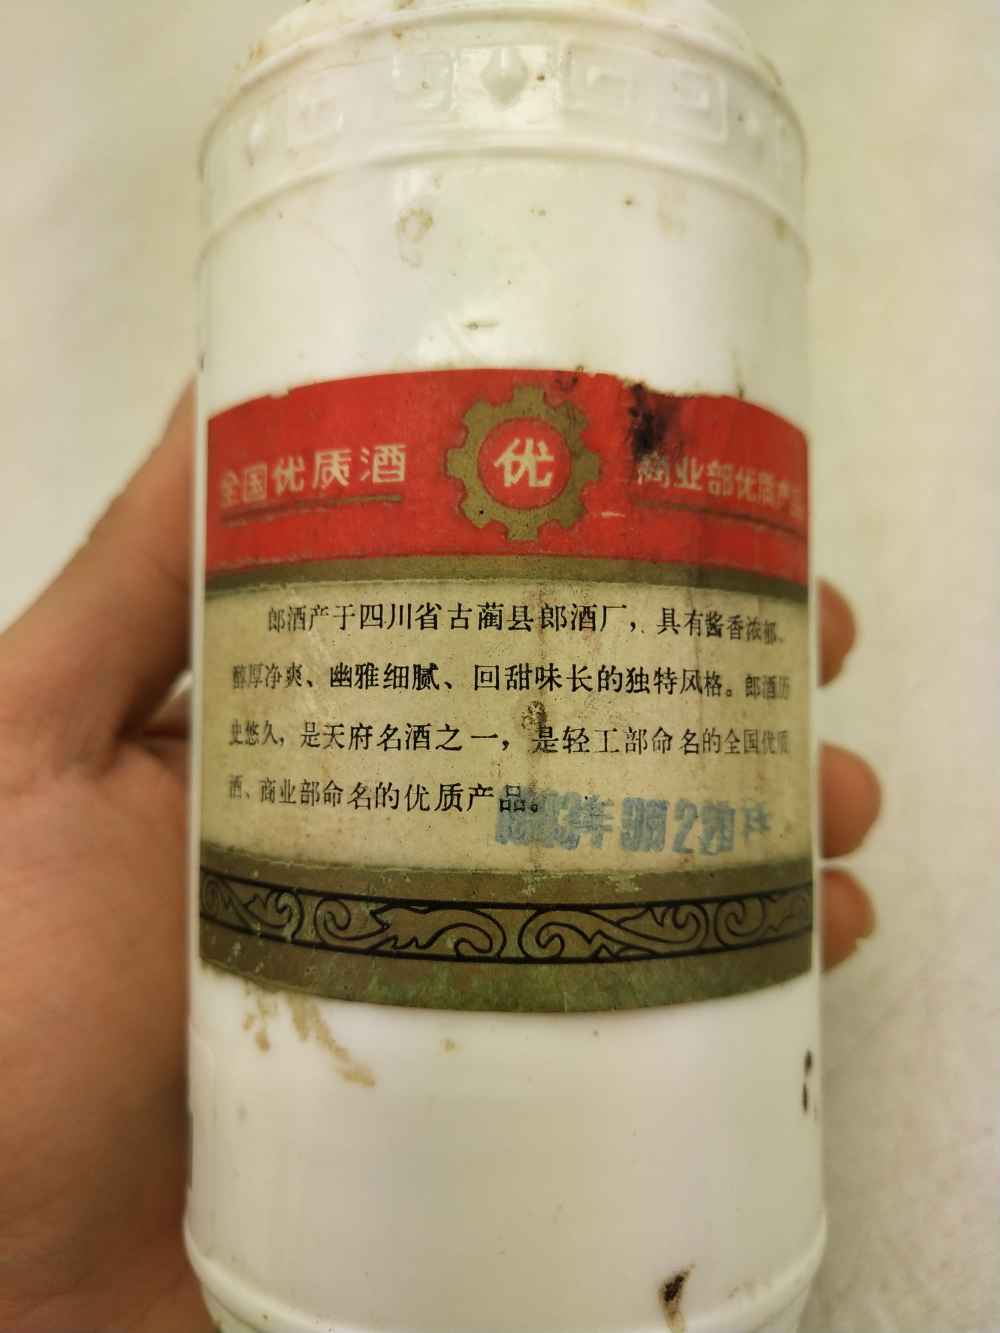 全国优质酒
优
商业部优质产品
郎酒产于四川省古蔺县郎酒厂，具有酱香浓郁、
醇厚净爽、幽雅细腻、回甜味长的独特风格。郎酒历
史悠久，是天府名酒之一，是轻工部命名的全国优质
酒、商业部命名的优质产品。